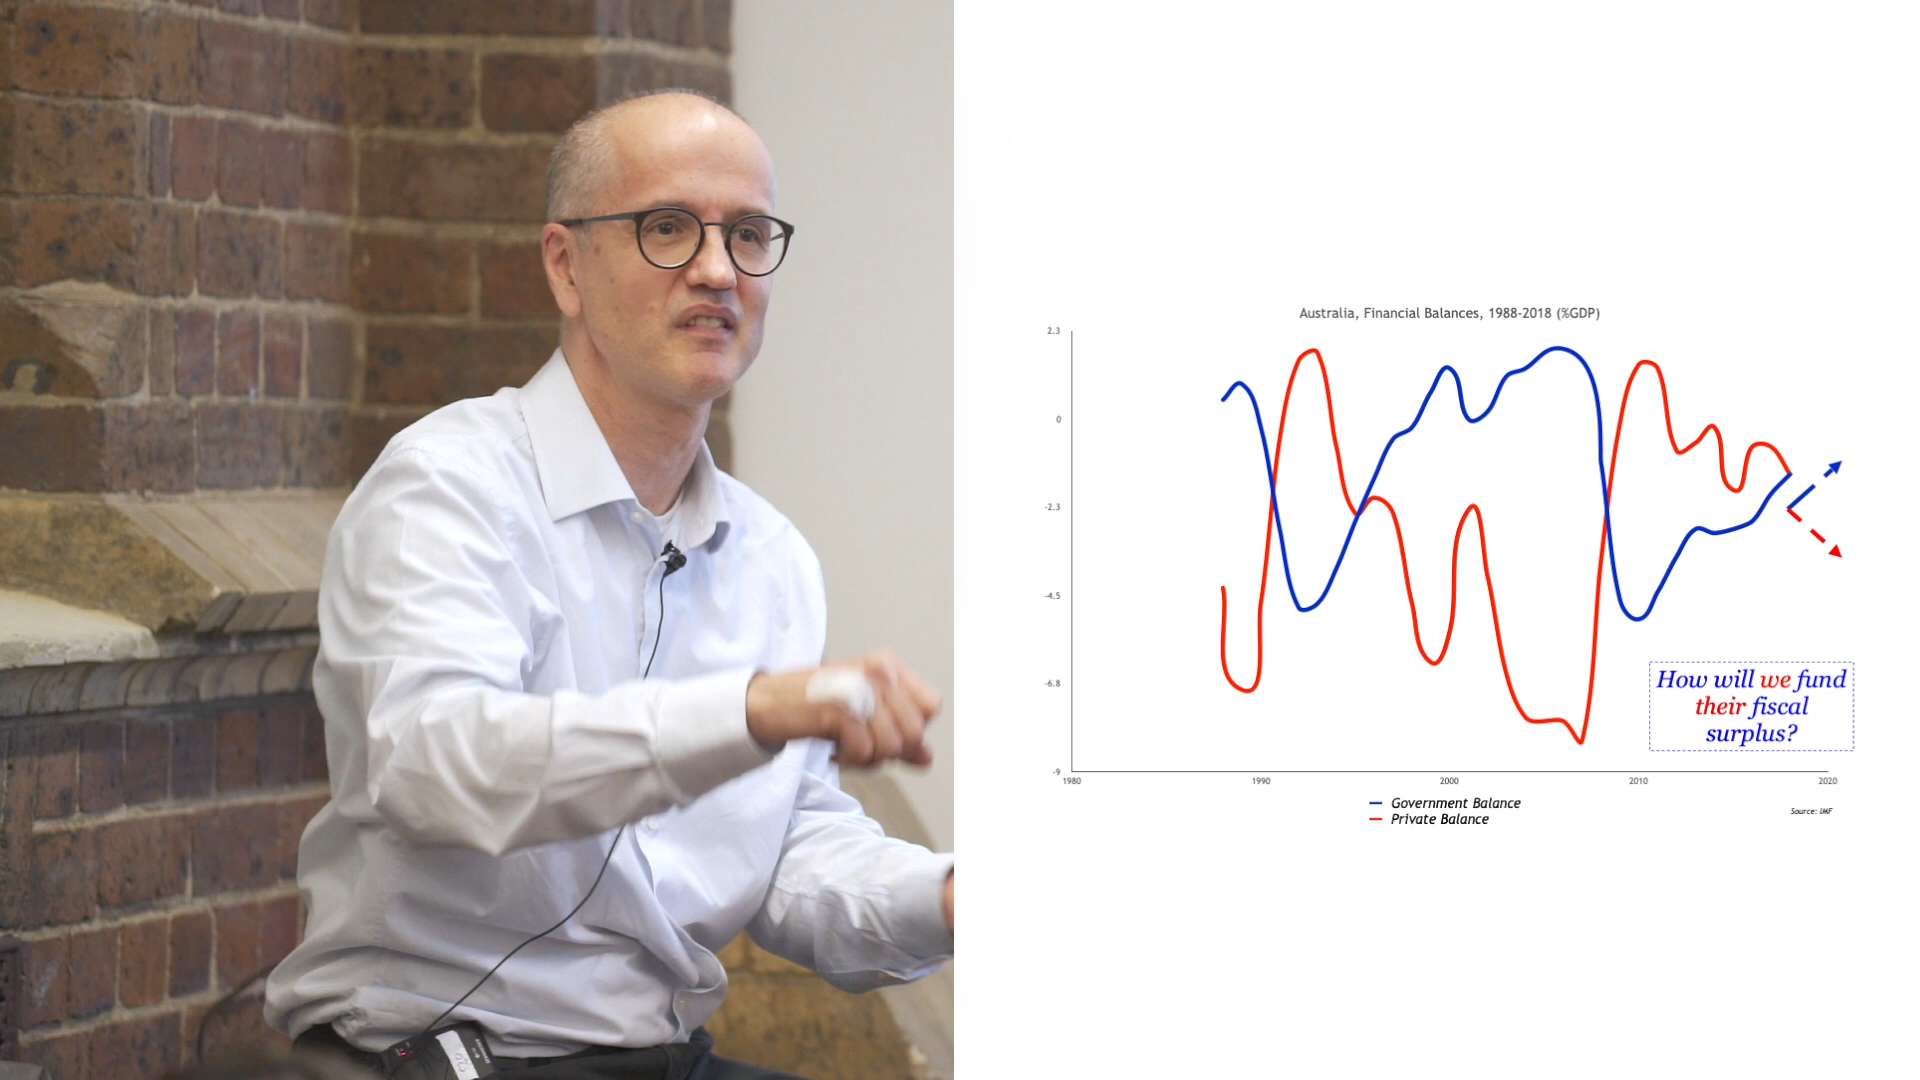 Australia, Financial Balances, 1988-2018 (%GDP)
2.3
0
-2.3
-4.5
-6.8
-9
1980
1990
2000
2010
2020
How will we fund
their fiscal
surplus?
Government Balance
Private Balance
Source: IMF